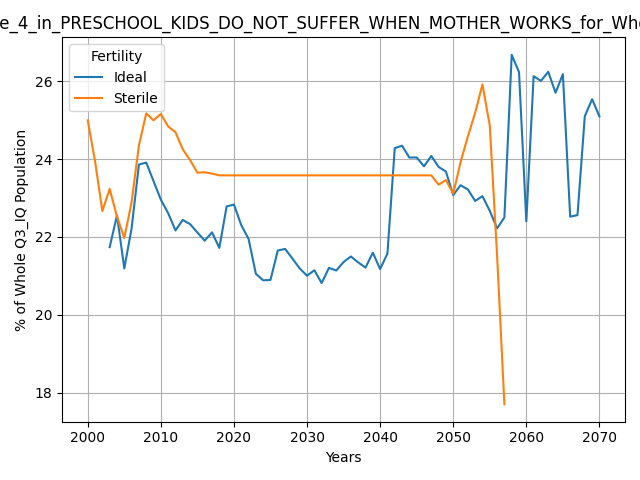 e_4_in_PRESCHOOL_KIDS_DO_NOT_SUFFER_WHEN_MOTHER_WORKS_for_Who
Fertility
Ideal
Sterile
% of Whole Q3_IQ Population
26
24
22
20
18
2000 2010 2020 2030 2040 2050 2060 2070
Years